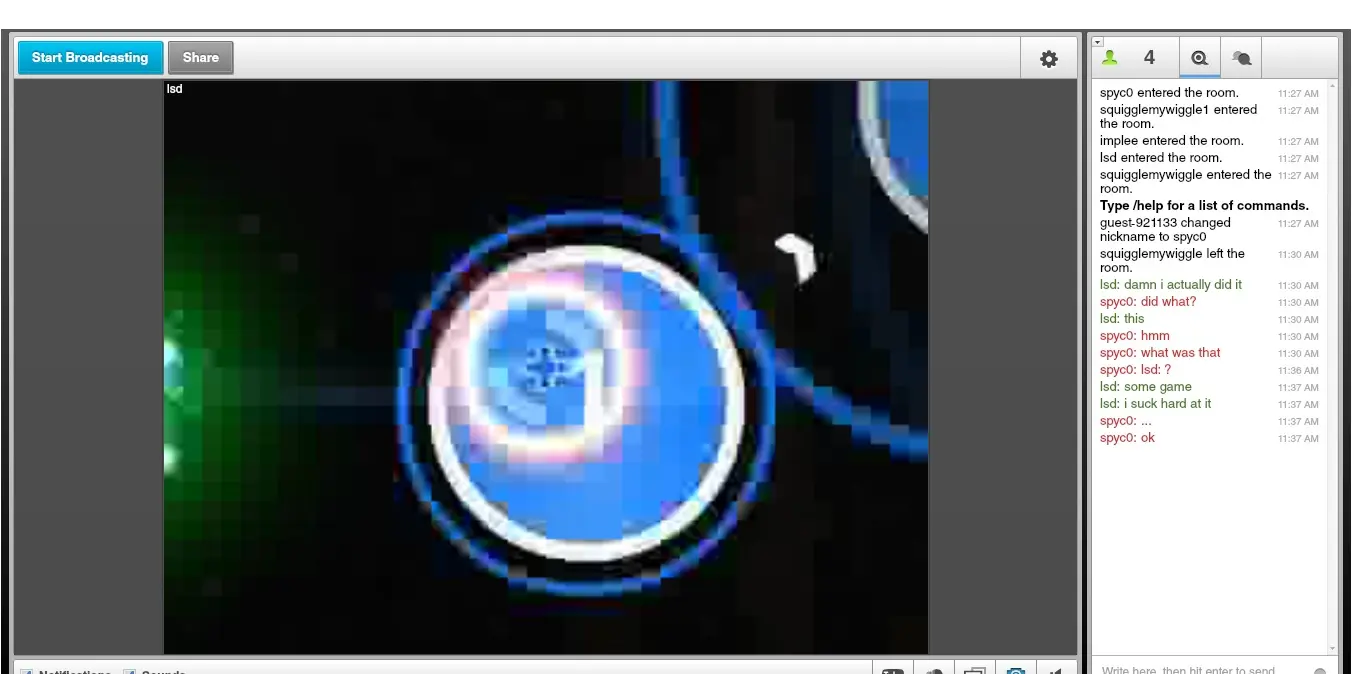 Start Broadcasting
Share
4
lsd
spyc0 entered the room. 11:27 AM
squigglemywiggle1 entered 11:27 AM
the room.
implee entered the room. 11:27 AM
lsd entered the room. 11:27 AM
squigglemywiggle entered the 11:27 AM
room.
Type /help for a list of commands.
guest-921133 changed 11:27 AM
nickname to spyc0
squigglemywiggle left the 11:30 AM
room.
lsd: damn i actually did it 11:30 AM
spyc0: did what? 11:30 AM
lsd: this 11:30 AM
spyc0: hmm 11:30 AM
spyc0: what was that 11:30 AM
spyc0: lsd: ? 11:36 AM
lsd: some game 11:37 AM
lsd: i suck hard at it 11:37 AM
spyc0: ... 11:37 AM
spyc0: ok 11:37 AM
Notifications Sounds
Write here, then hit enter to send